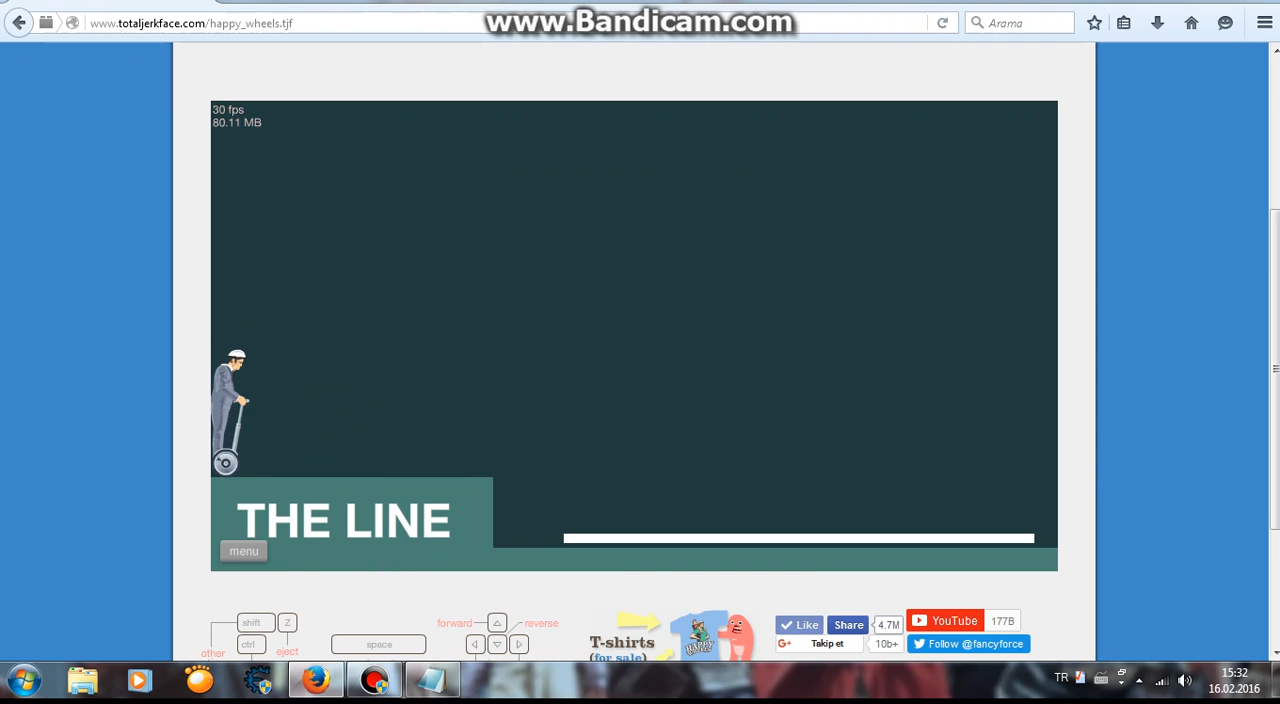 www.totaljerkface.com/happy_wheels.tjf
www.Bandicam.com
Arama
30 fps
80.11 MB
THE LINE
menu
shift
Z
forward
reverse
ctrl
space
other
eject
T-shirts
(for sale)
HAPPY
Like
Share
4.7M
YouTube
177B
G+
Takip et
10b+
Follow @fancyforce
TR
15:32
16.02.2016